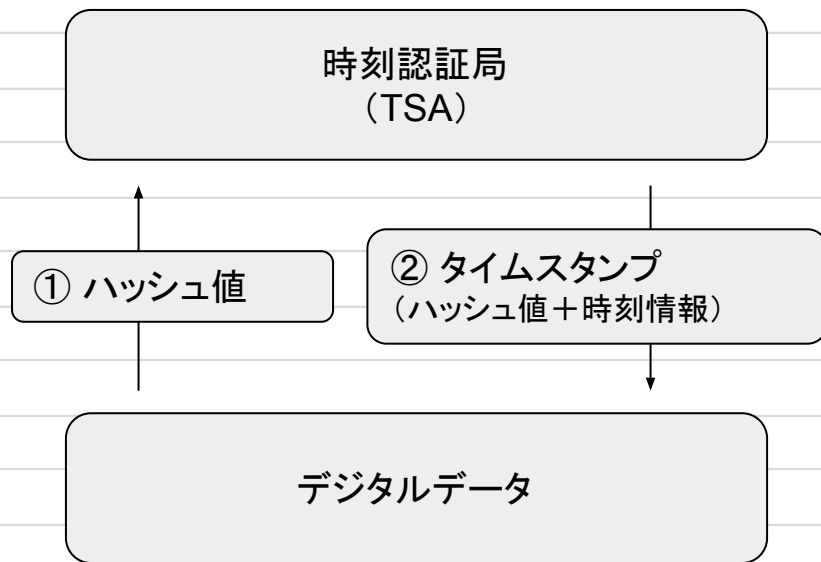 時刻認証局
（TSA）
① ハッシュ値
② タイムスタンプ
（ハッシュ値＋時刻情報）
デジタルデータ